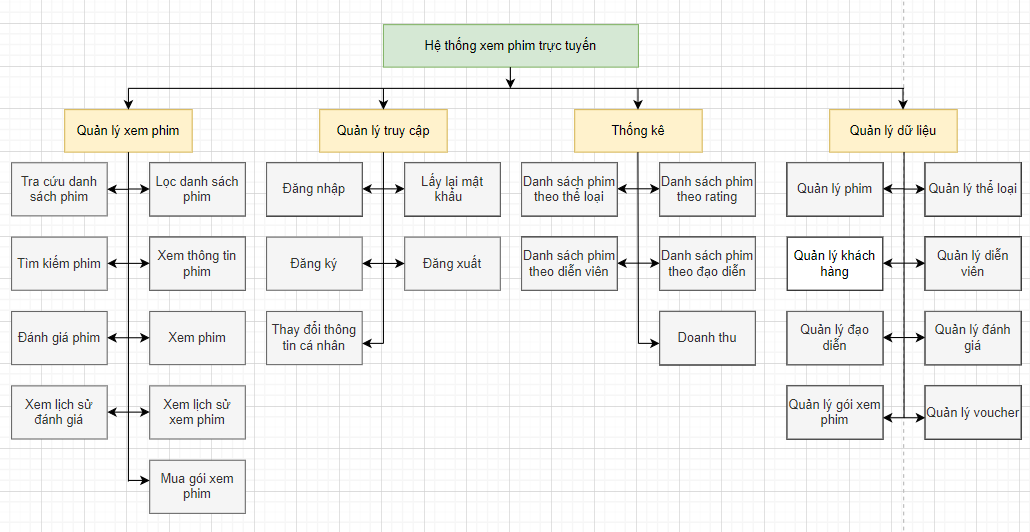 Hệ thống xem phim trực tuyến
Quản lý xem phim
Quản lý truy cập
Thống kê
Quản lý dữ liệu
Tra cứu danh
sách phim
Lọc danh sách
phim
Tìm kiếm phim
Xem thông tin
phim
Đánh giá phim
Xem phim
Xem lịch sử
đánh giá
Xem lịch sử
xem phim
Mua gói xem
phim
Đăng nhập
Lấy lại mật
khẩu
Đăng ký
Đăng xuất
Thay đổi thông
tin cá nhân
Danh sách phim
theo thể loại
Danh sách phim
theo rating
Danh sách phim
theo diễn viên
Danh sách phim
theo đạo diễn
Doanh thu
Quản lý phim
Quản lý thể loại
Quản lý khách
hàng
Quản lý diễn
viên
Quản lý đạo
diễn
Quản lý đánh
giá
Quản lý gói xem
phim
Quản lý voucher